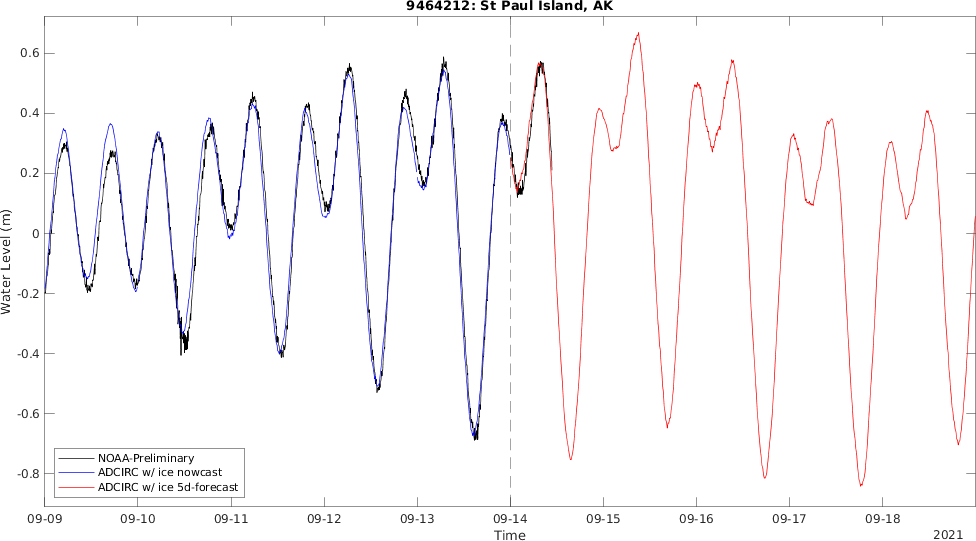 9464212: St Paul Island, AK
Water Level (m)
0.6
0.4
0.2
0
-0.2
-0.4
-0.6
-0.8
NOAA-Preliminary
ADCIRC w/ ice nowcast
ADCIRC w/ ice 5d-forecast
09-09 09-10 09-11 09-12 09-13 09-14 09-15 09-16 09-17 09-18
Time
2021